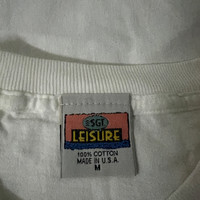 SGT
LEISURE
100% COTTON
MADE IN U.S.A.
M